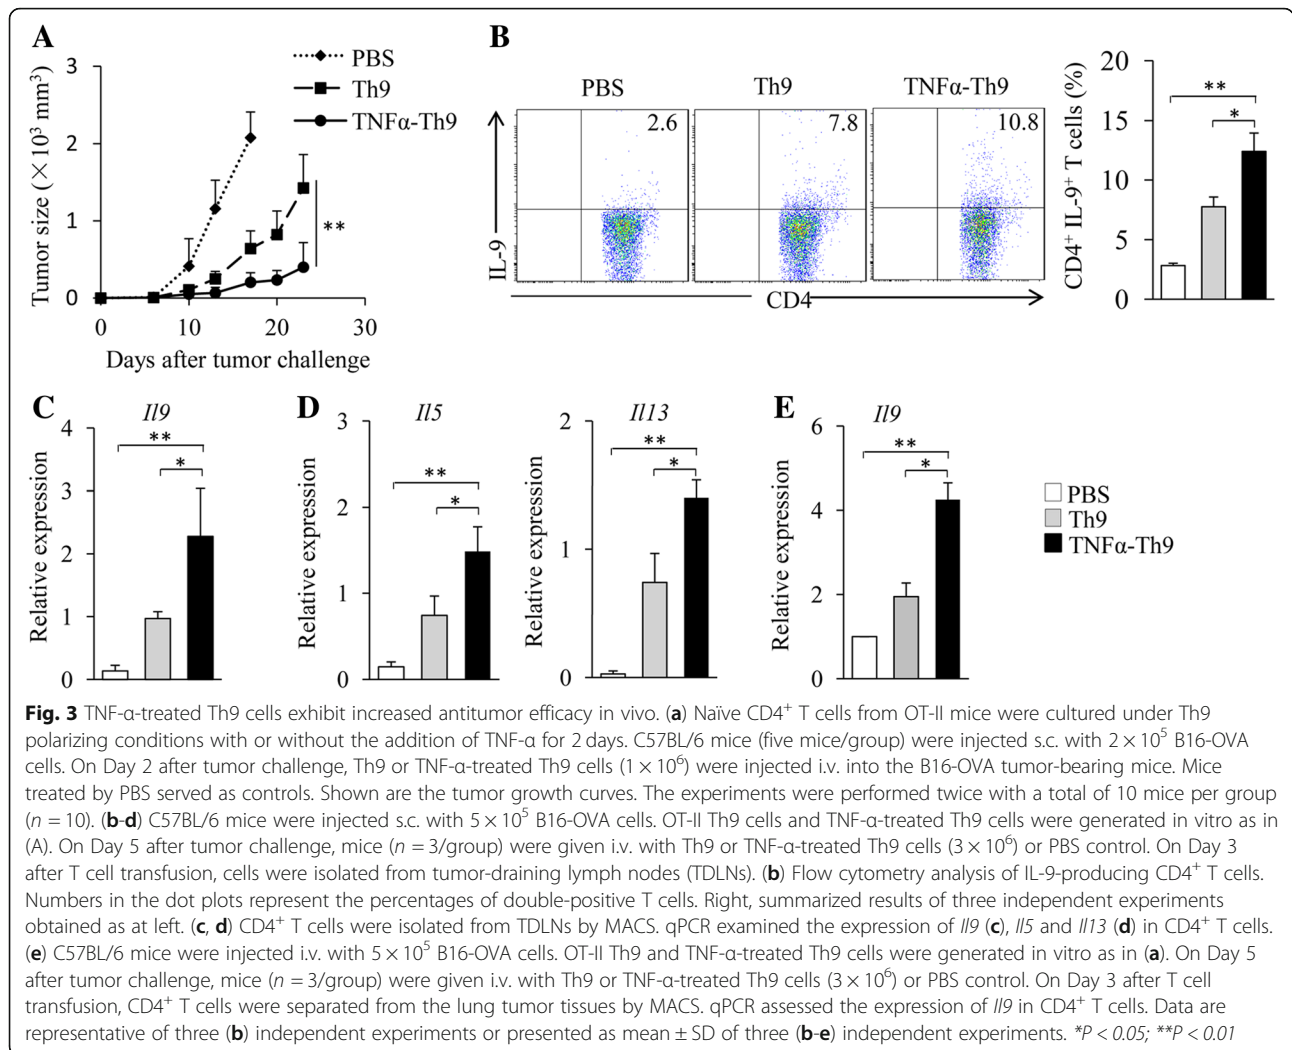 A
PBS
Th9
TNFα-Th9
Tumor size (×10³ mm³)
3
2
1
0
**
0 10 20 30
Days after tumor challenge
B
PBS Th9 TNFα-Th9
2.6 7.8 10.8
IL-9
CD4
CD4⁺ IL-9⁺ T cells (%)
20
15
10
5
0
**
*
C
Il9
Relative expression
4
3
2
1
0
**
*
D
Il5
Relative expression
3
2
1
0
**
*
Il13
Relative expression
2
1
0
**
*
E
Il9
Relative expression
6
4
2
0
**
*
PBS
Th9
TNFα-Th9
Fig. 3 TNF-α-treated Th9 cells exhibit increased antitumor efficacy in vivo. (a) Naïve CD4⁺ T cells from OT-II mice were cultured under Th9
polarizing conditions with or without the addition of TNF-α for 2 days. C57BL/6 mice (five mice/group) were injected s.c. with 2 × 10⁵ B16-OVA
cells. On Day 2 after tumor challenge, Th9 or TNF-α-treated Th9 cells (1 × 10⁶) were injected i.v. into the B16-OVA tumor-bearing mice. Mice
treated by PBS served as controls. Shown are the tumor growth curves. The experiments were performed twice with a total of 10 mice per group
(n = 10). (b-d) C57BL/6 mice were injected s.c. with 5 × 10⁵ B16-OVA cells. OT-II Th9 cells and TNF-α-treated Th9 cells were generated in vitro as in
(A). On Day 5 after tumor challenge, mice (n = 3/group) were given i.v. with Th9 or TNF-α-treated Th9 cells (3 × 10⁶) or PBS control. On Day 3
after T cell transfusion, cells were isolated from tumor-draining lymph nodes (TDLNs). (b) Flow cytometry analysis of IL-9-producing CD4⁺ T cells.
Numbers in the dot plots represent the percentages of double-positive T cells. Right, summarized results of three independent experiments
obtained as at left. (c, d) CD4⁺ T cells were isolated from TDLNs by MACS. qPCR examined the expression of Il9 (c), Il5 and Il13 (d) in CD4⁺ T cells.
(e) C57BL/6 mice were injected i.v. with 5 × 10⁵ B16-OVA cells. OT-II Th9 and TNF-α-treated Th9 cells were generated in vitro as in (a). On Day 5
after tumor challenge, mice (n = 3/group) were given i.v. with Th9 or TNF-α-treated Th9 cells (3 × 10⁶) or PBS control. On Day 3 after T cell
transfusion, CD4⁺ T cells were separated from the lung tumor tissues by MACS. qPCR assessed the expression of Il9 in CD4⁺ T cells. Data are
representative of three (b) independent experiments or presented as mean ± SD of three (b-e) independent experiments. *P < 0.05; **P < 0.01